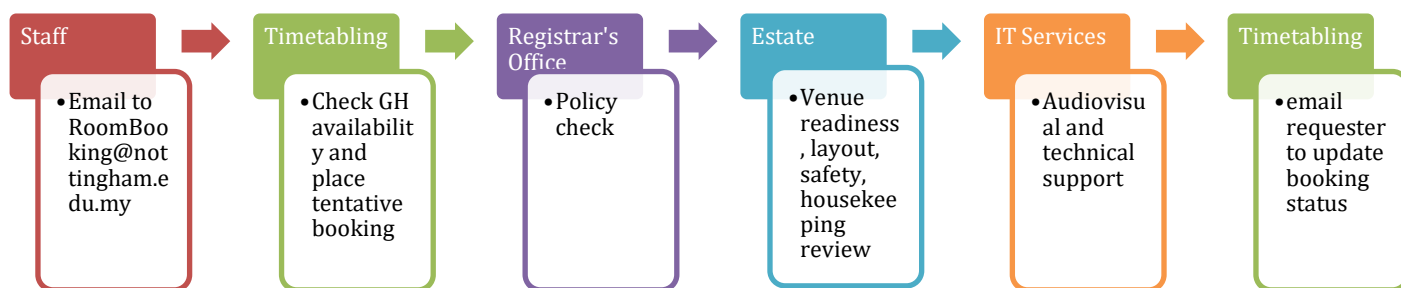 Staff
•Email to
RoomBoo
king@not
tingham.e
du.my
Timetabling
•Check GH
availabilit
y and
place
tentative
booking
Registrar's
Office
•Policy
check
Estate
•Venue
readiness
, layout,
safety,
housekee
ping
review
IT Services
•Audiovisu
al and
technical
support
Timetabling
•email
requester
to update
booking
status